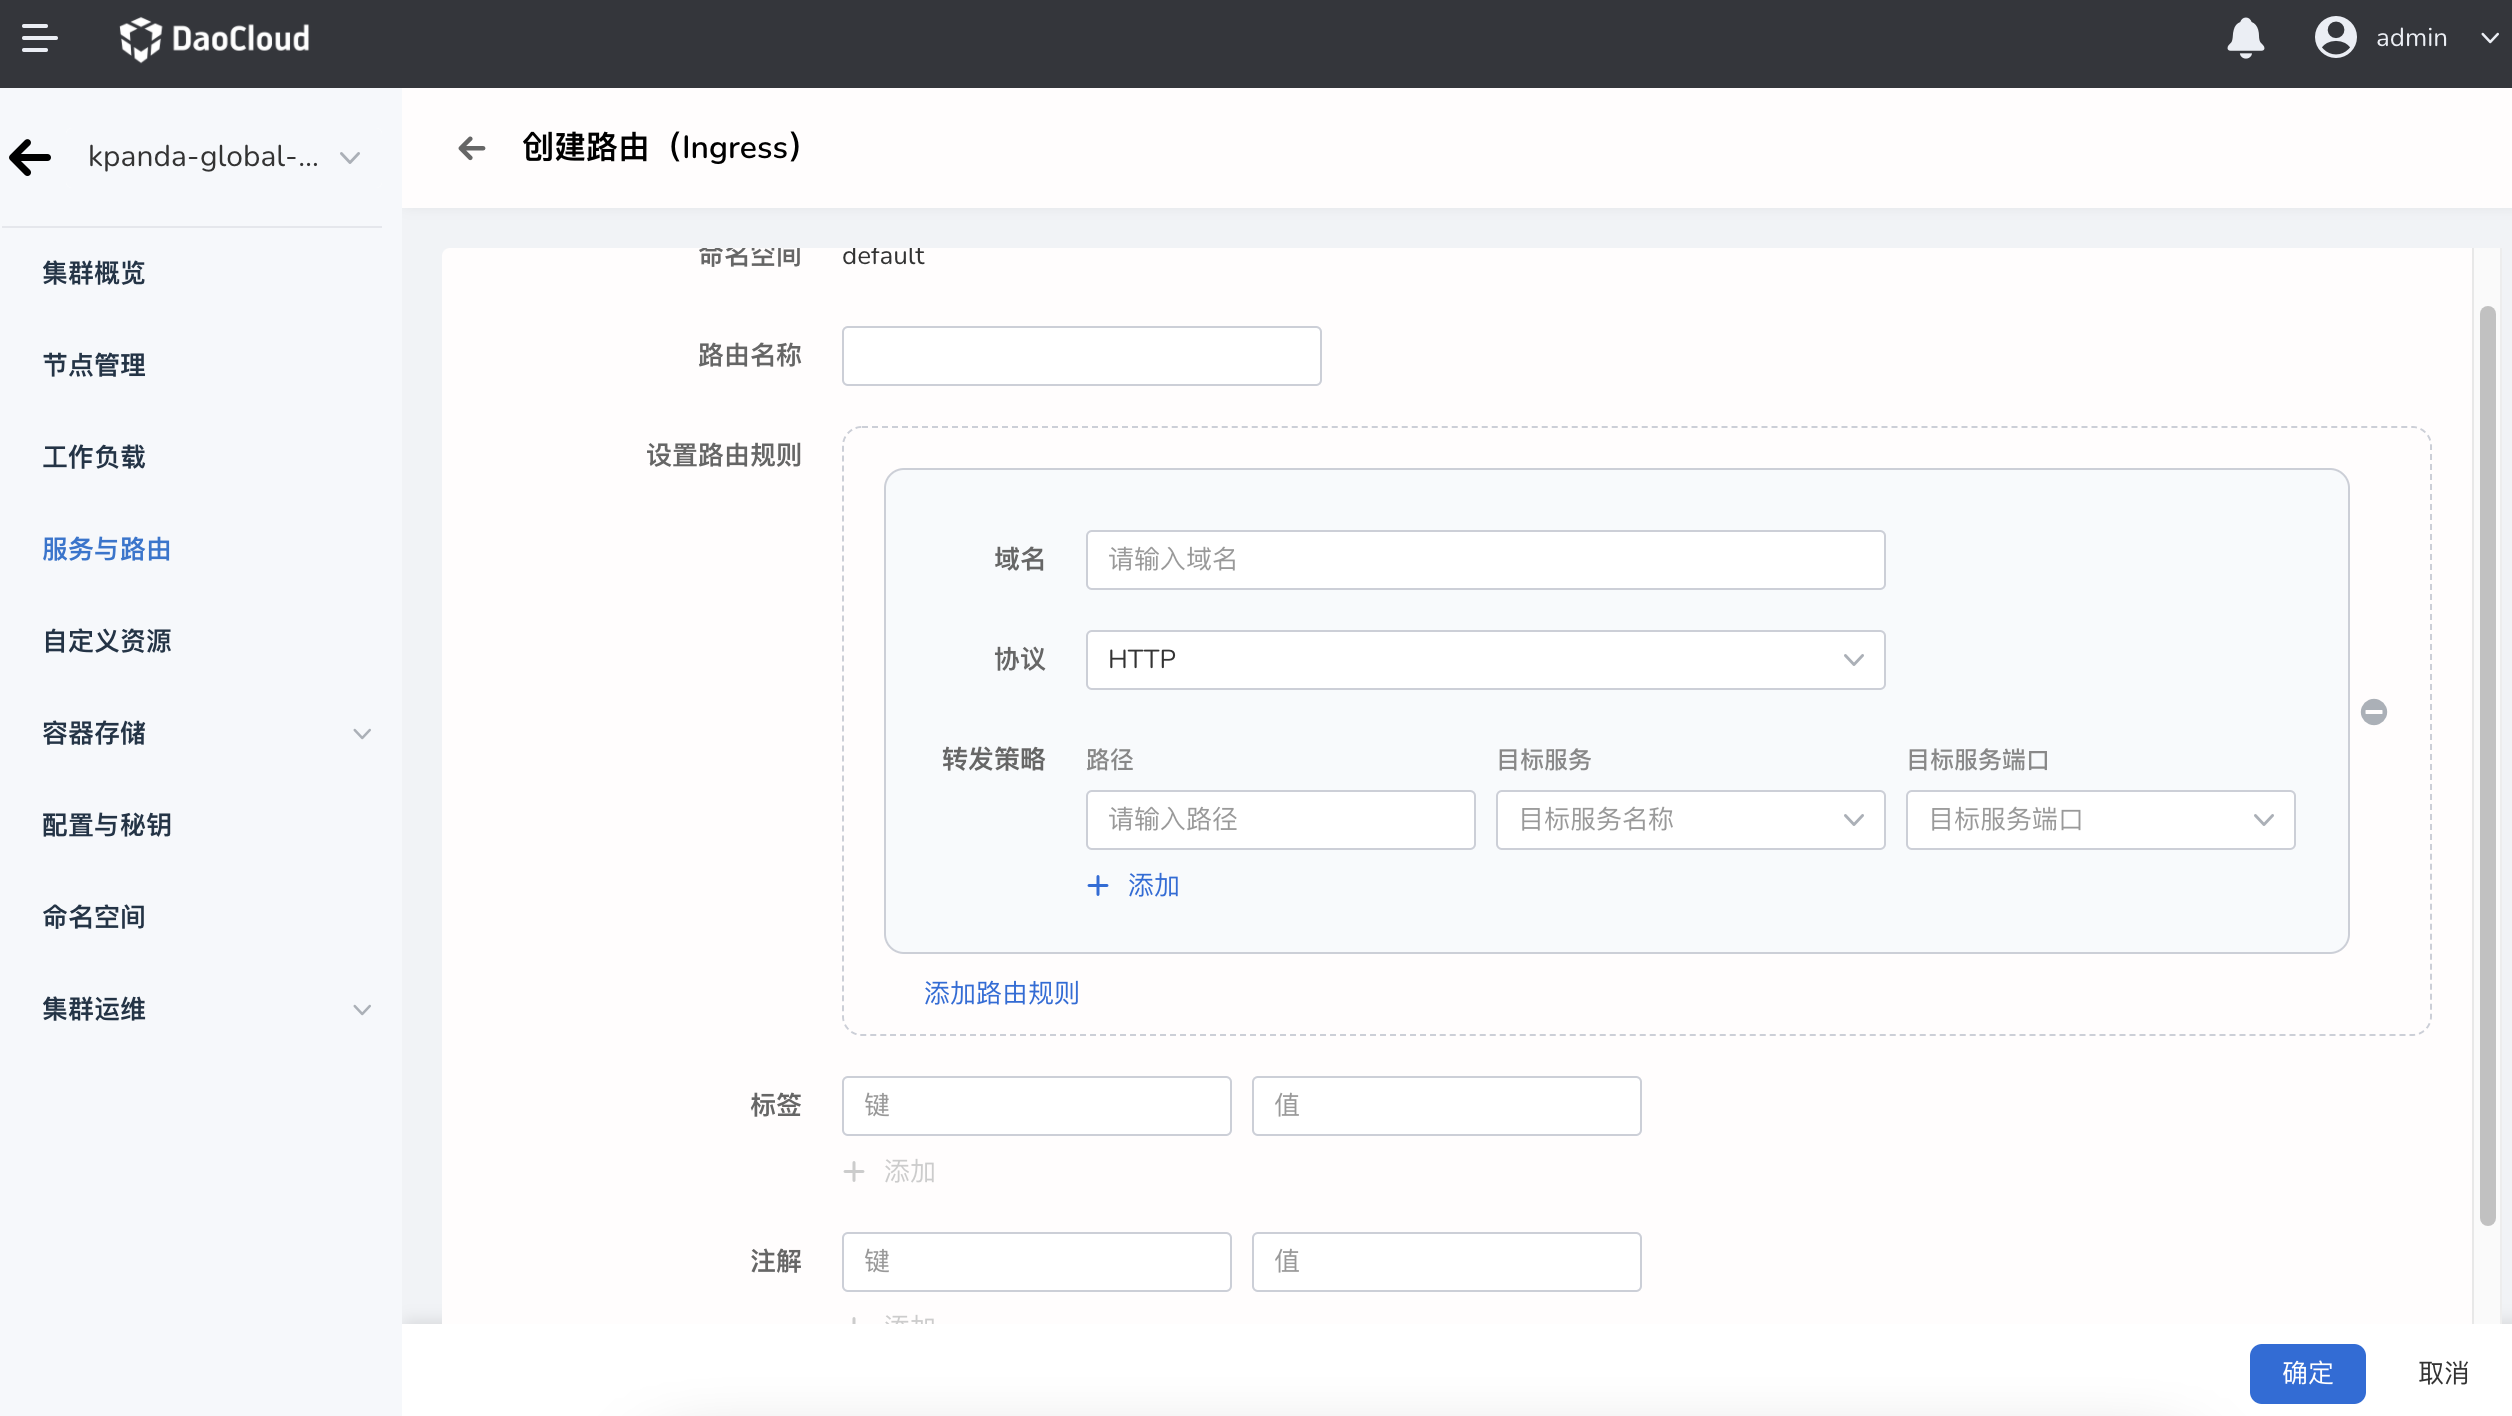 DaoCloud
admin
kpanda-global-...
创建路由（Ingress）
集群概览
节点管理
工作负载
服务与路由
自定义资源
容器存储
配置与秘钥
命名空间
集群运维
命名空间 default
路由名称
设置路由规则
域名 请输入域名
协议 HTTP
转发策略 路径 目标服务 目标服务端口
请输入路径 目标服务名称 目标服务端口
添加
添加路由规则
标签 键 值
添加
注解 键 值
添加
确定 取消